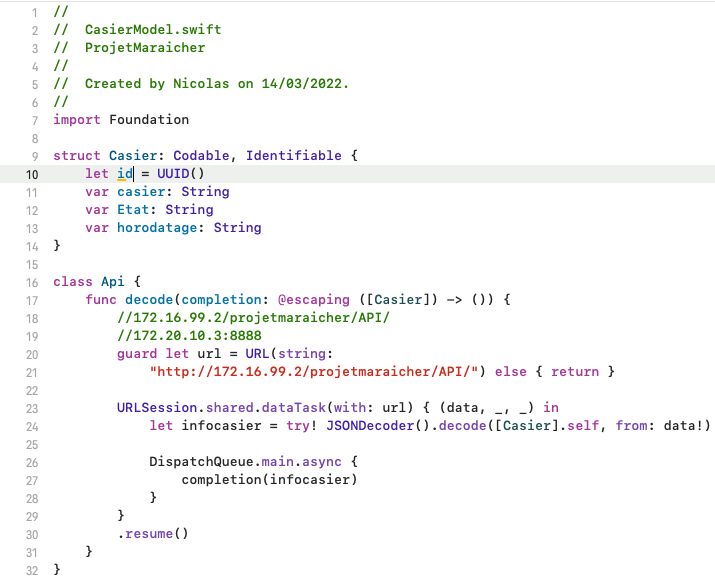 1 //
2 //  CasierModel.swift
3 //  ProjetMaraicher
4 //
5 //  Created by Nicolas on 14/03/2022.
6 //
7 import Foundation
8
9 struct Casier: Codable, Identifiable {
10     let id = UUID()
11     var casier: String
12     var Etat: String
13     var horodatage: String
14 }
15
16 class Api {
17     func decode(completion: @escaping ([Casier]) -> ()) {
18         //172.16.99.2/projetmaraicher/API/
19         //172.20.10.3:8888
20         guard let url = URL(string:
21             "http://172.16.99.2/projetmaraicher/API/") else { return }
22
23         URLSession.shared.dataTask(with: url) { (data, _, _) in
24             let infocasier = try! JSONDecoder().decode([Casier].self, from: data!)
25
26             DispatchQueue.main.async {
27                 completion(infocasier)
28             }
29         }
30         .resume()
31     }
32 }